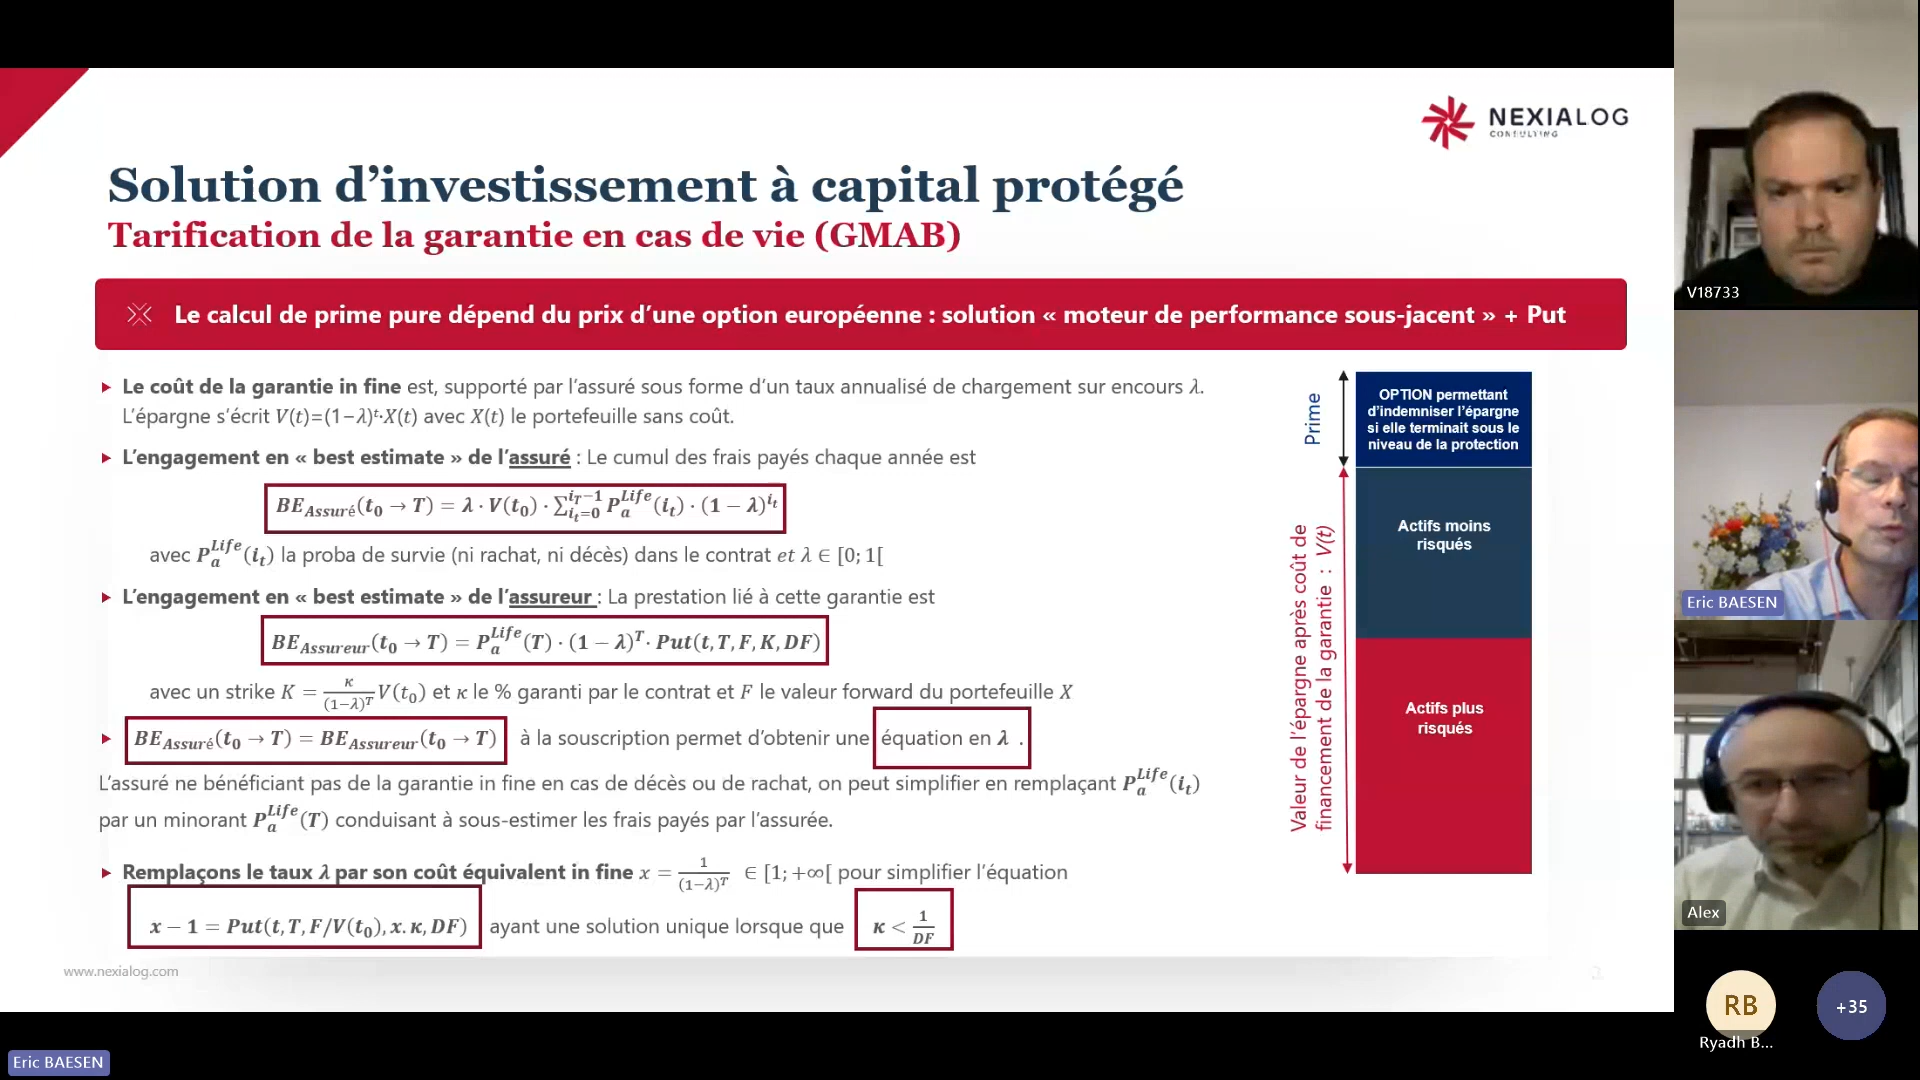 NEXIALOG
CONSULTING
Solution d’investissement à capital protégé
Tarification de la garantie en cas de vie (GMAB)
Le calcul de prime pure dépend du prix d’une option européenne : solution « moteur de performance sous-jacent » + Put
Le coût de la garantie in fine est, supporté par l’assuré sous forme d’un taux annualisé de chargement sur encours λ.
L’épargne s’écrit V(t)=(1−λ)ᵗ·X(t) avec X(t) le portefeuille sans coût.
L’engagement en « best estimate » de l’assuré : Le cumul des frais payés chaque année est
BE_{Assuré}(t_0 → T) = λ · V(t_0) · ∑_{i_t=0}^{i_T−1} P_a^{Life}(i_t) · (1 − λ)^{i_t}
avec P_a^{Life}(i_t) la proba de survie (ni rachat, ni décès) dans le contrat et λ ∈ [0; 1[
L’engagement en « best estimate » de l’assureur : La prestation lié à cette garantie est
BE_{Assureur}(t_0 → T) = P_a^{Life}(T) · (1 − λ)^T · Put(t, T, F, K, DF)
avec un strike K = \frac{κ}{(1−λ)^T} V(t_0) et κ le % garanti par le contrat et F le valeur forward du portefeuille X
BE_{Assuré}(t_0 → T) = BE_{Assureur}(t_0 → T) à la souscription permet d’obtenir une équation en λ .
L’assuré ne bénéficiant pas de la garantie in fine en cas de décès ou de rachat, on peut simplifier en remplaçant P_a^{Life}(i_t)
par un minorant P_a^{Life}(T) conduisant à sous-estimer les frais payés par l’assurée.
Remplaçons le taux λ par son coût équivalent in fine x = \frac{1}{(1−λ)^T} ∈ [1; +∞[ pour simplifier l’équation
x − 1 = Put(t, T, F/V(t_0), x. κ, DF) ayant une solution unique lorsque que κ < \frac{1}{DF}
Prime
OPTION permettant
d’indemniser l’épargne
si elle terminait sous le
niveau de la protection
Valeur de l’épargne après coût de
financement de la garantie : V(t)
Actifs moins
risqués
Actifs plus
risqués
www.nexialog.com
V18733
Eric BAESEN
Alex
RB
+35
Ryadh B...
Eric BAESEN